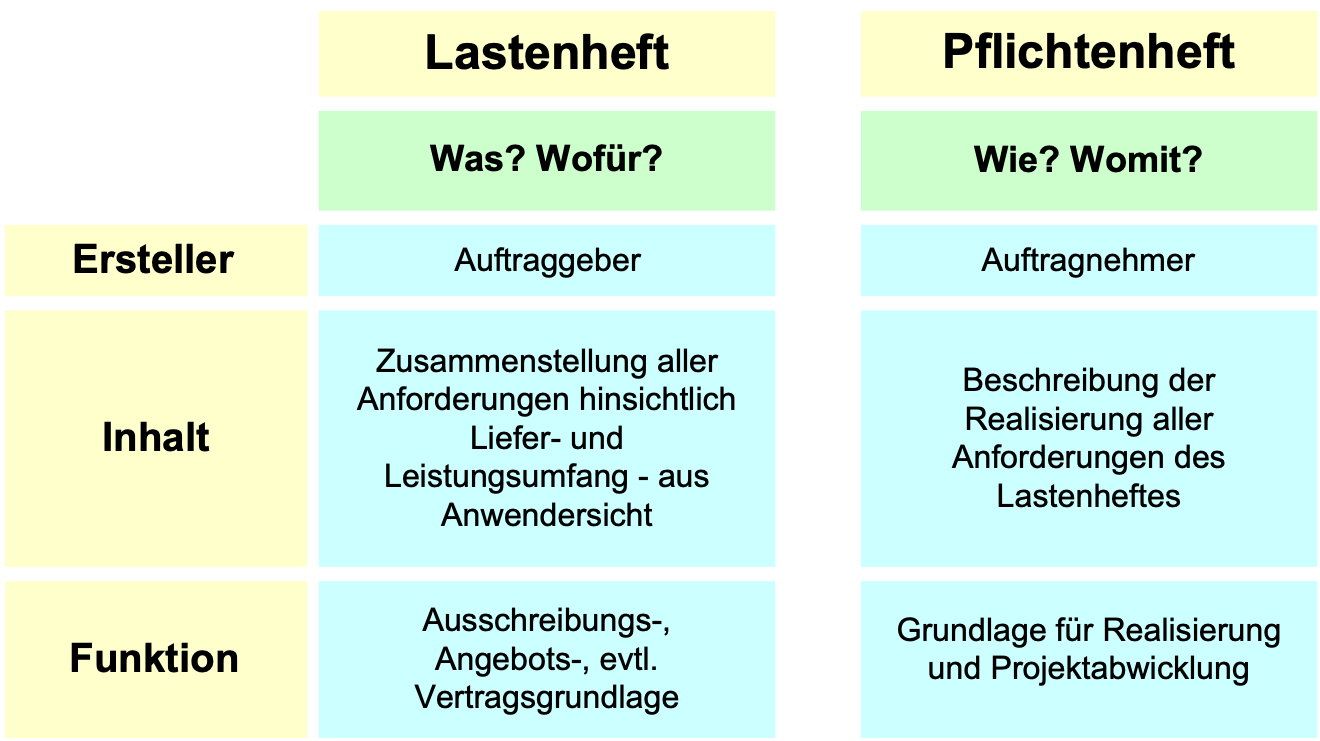 Lastenheft
Pflichtenheft
Was? Wofür?
Wie? Womit?
Ersteller
Auftraggeber
Auftragnehmer
Inhalt
Zusammenstellung aller
Anforderungen hinsichtlich
Liefer- und
Leistungsumfang - aus
Anwendersicht
Beschreibung der
Realisierung aller
Anforderungen des
Lastenheftes
Funktion
Ausschreibungs-,
Angebots-, evtl.
Vertragsgrundlage
Grundlage für Realisierung
und Projektabwicklung